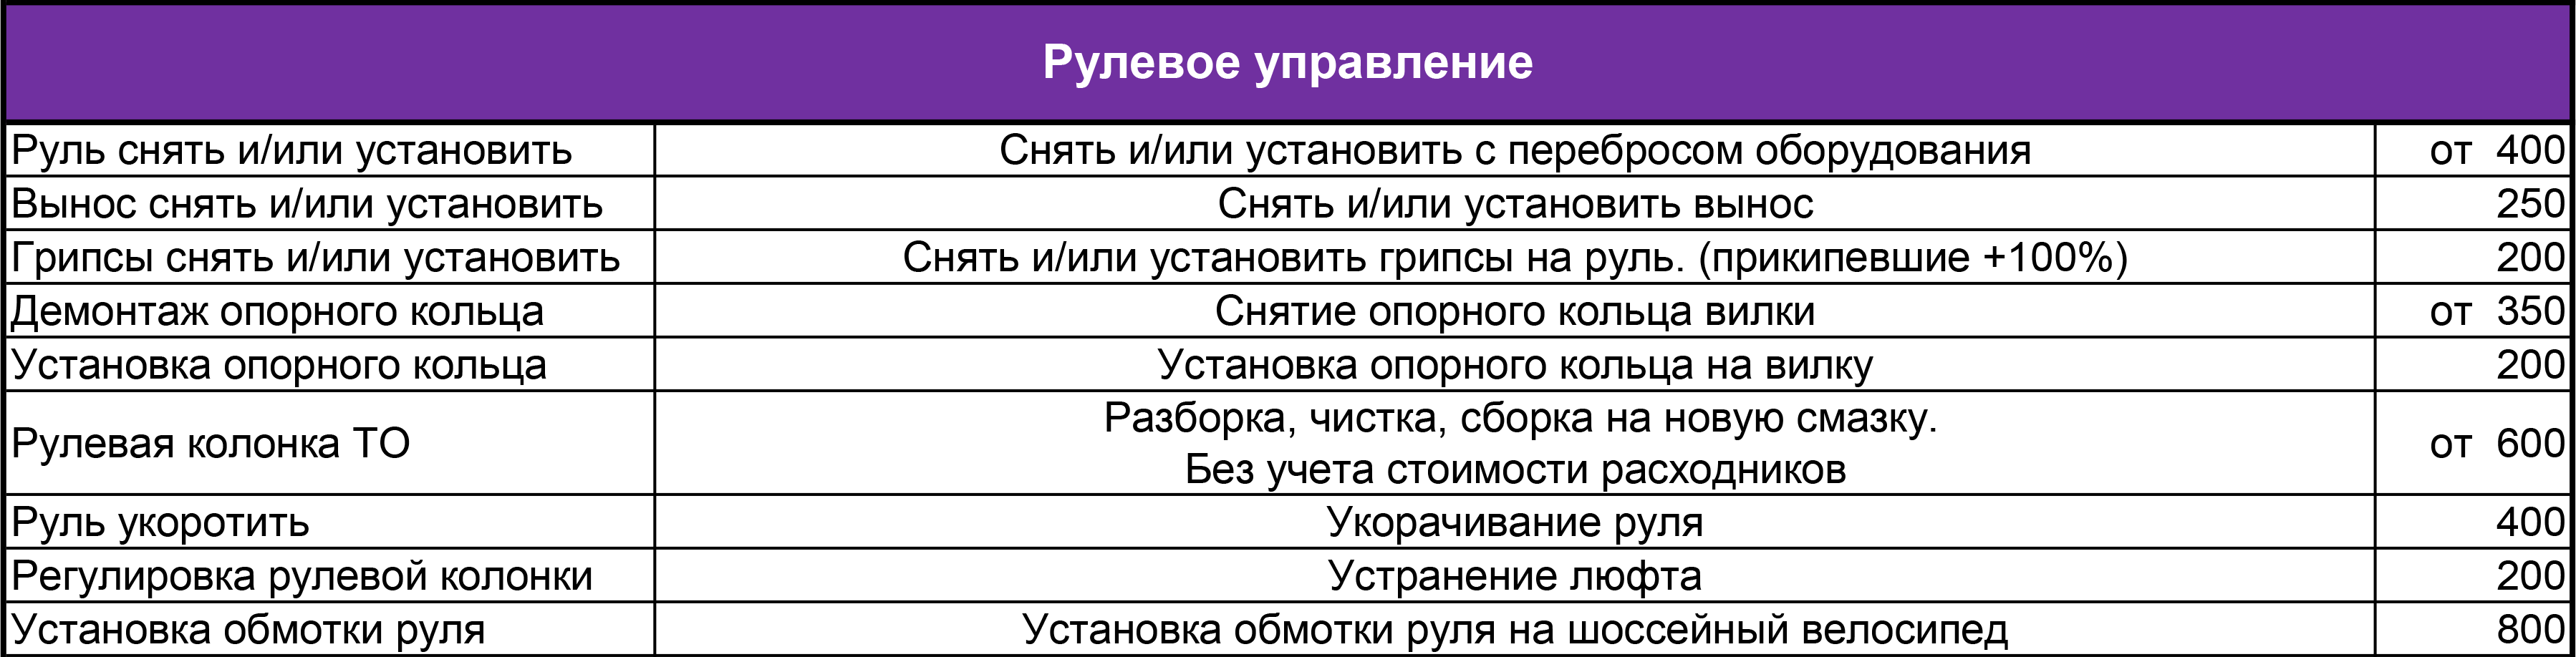 Рулевое управление
Руль снять и/или установить Снять и/или установить с перебросом оборудования от 400
Вынос снять и/или установить Снять и/или установить вынос 250
Грипсы снять и/или установить Снять и/или установить грипсы на руль. (прикипевшие +100%) 200
Демонтаж опорного кольца Снятие опорного кольца вилки от 350
Установка опорного кольца Установка опорного кольца на вилку 200
Рулевая колонка ТО Разборка, чистка, сборка на новую смазку.
Без учета стоимости расходников от 600
Руль укоротить Укорачивание руля 400
Регулировка рулевой колонки Устранение люфта 200
Установка обмотки руля Установка обмотки руля на шоссейный велосипед 800